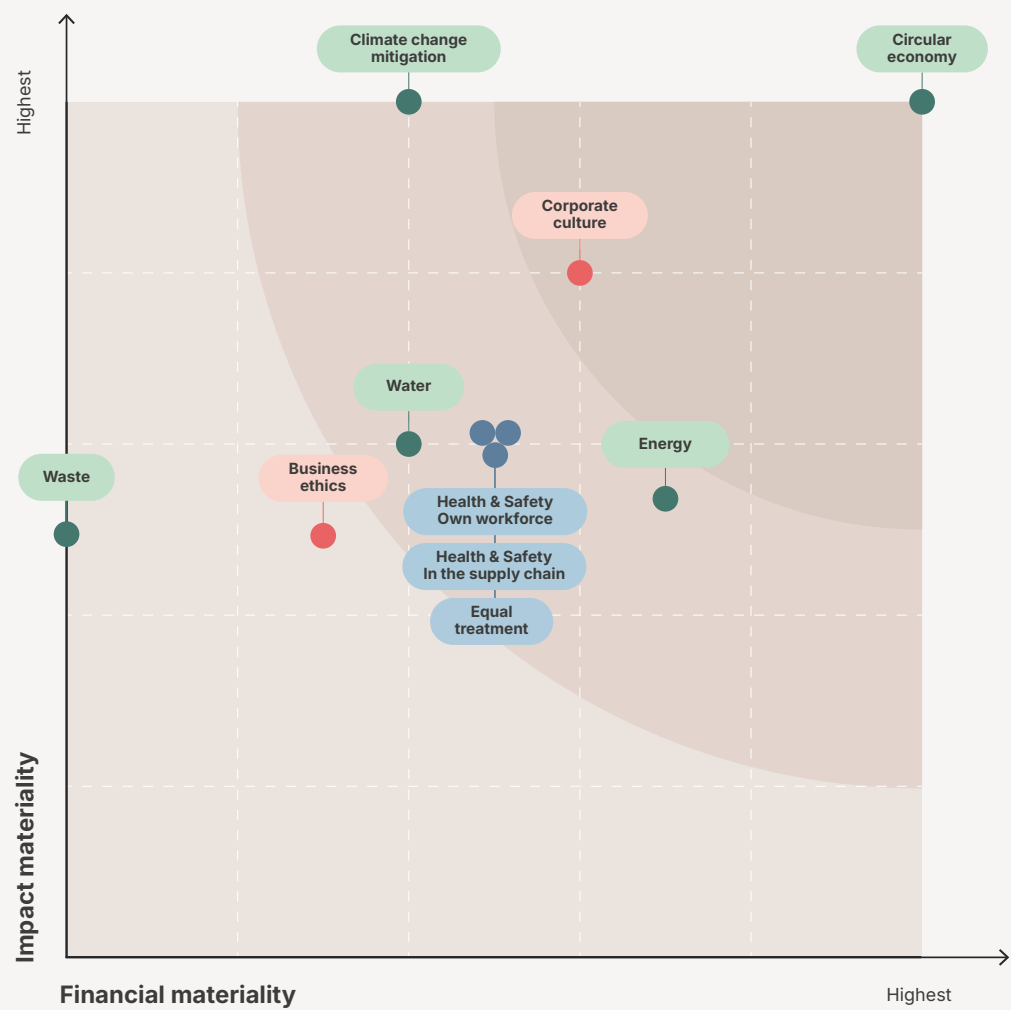 Highest
Climate change
mitigation
Circular
economy
Corporate
culture
Water
Energy
Waste
Business
ethics
Health & Safety
Own workforce
Health & Safety
In the supply chain
Equal
treatment
Impact materiality
Financial materiality
Highest